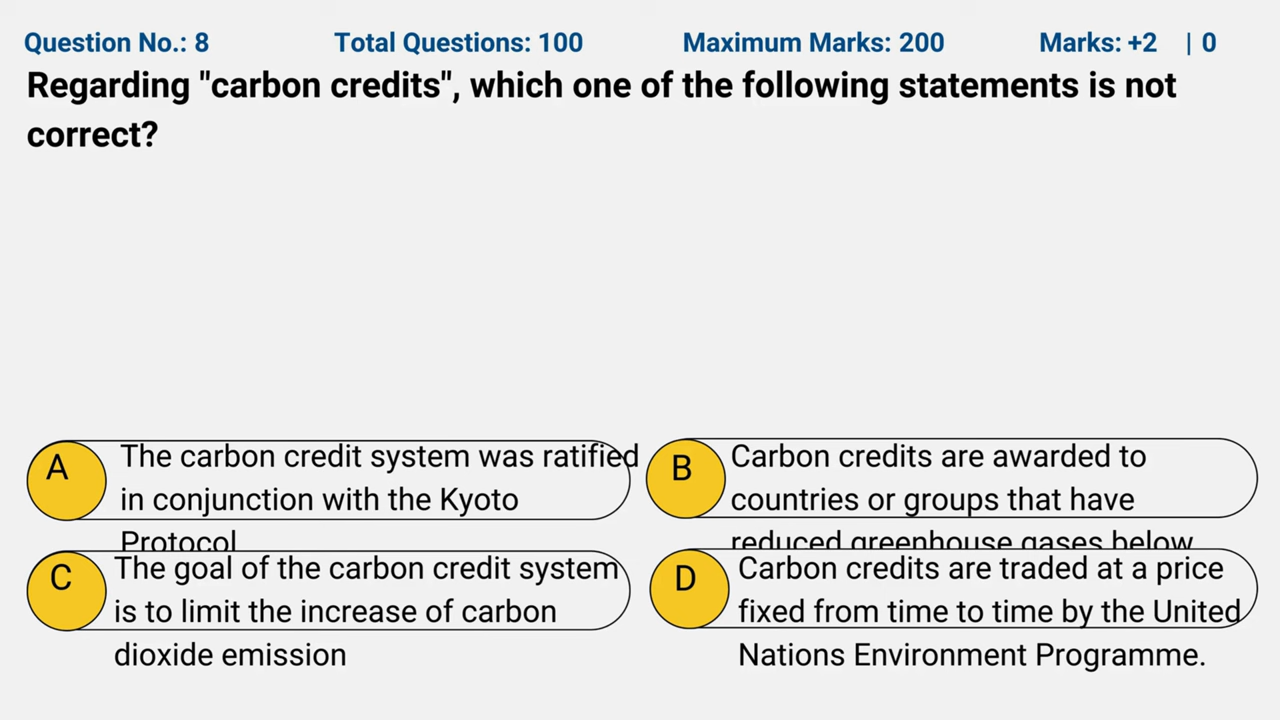 Question No.: 8 Total Questions: 100 Maximum Marks: 200 Marks: +2 | 0
Regarding "carbon credits", which one of the following statements is not
correct?
A
The carbon credit system was ratified
in conjunction with the Kyoto
Protocol
B
Carbon credits are awarded to
countries or groups that have
reduced greenhouse gases below
C
The goal of the carbon credit system
is to limit the increase of carbon
dioxide emission
D
Carbon credits are traded at a price
fixed from time to time by the United
Nations Environment Programme.